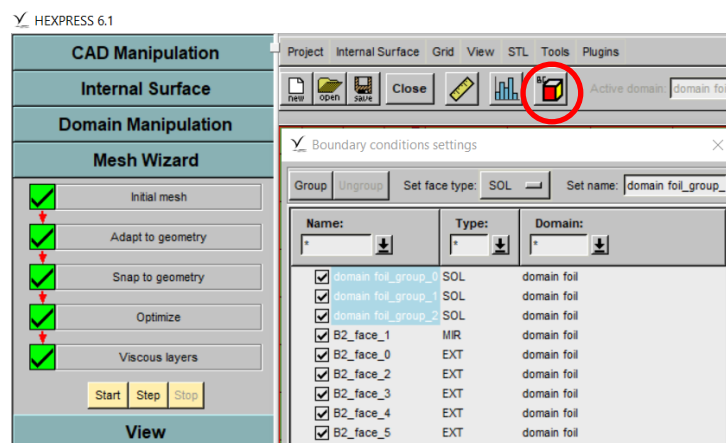 HEXPRESS 6.1
CAD Manipulation
Internal Surface
Domain Manipulation
Mesh Wizard
Initial mesh
Adapt to geometry
Snap to geometry
Optimize
Viscous layers
Start Step Stop
View
Project Internal Surface Grid View STL Tools Plugins
new open save Close B.C. Active domain: domain foi
Boundary conditions settings
Group Ungroup Set face type: SOL Set name: domain foil_group_
Name: Type: Domain:
* * *
domain foil_group_0 SOL domain foil
domain foil_group_1 SOL domain foil
domain foil_group_2 SOL domain foil
B2_face_1 MIR domain foil
B2_face_0 EXT domain foil
B2_face_2 EXT domain foil
B2_face_3 EXT domain foil
B2_face_4 EXT domain foil
B2_face_5 EXT domain foil